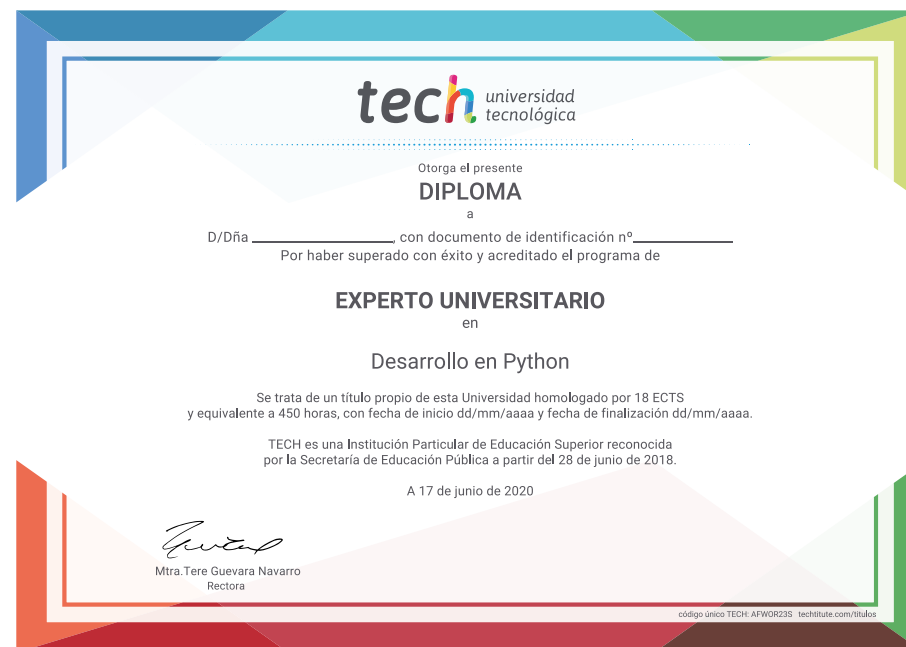 tech universidad
tecnológica
Otorga el presente
DIPLOMA
a
D/Dña ____________________, con documento de identificación nº______________
Por haber superado con éxito y acreditado el programa de
EXPERTO UNIVERSITARIO
en
Desarrollo en Python
Se trata de un título propio de esta Universidad homologado por 18 ECTS
y equivalente a 450 horas, con fecha de inicio dd/mm/aaaa y fecha de finalización dd/mm/aaaa.
TECH es una Institución Particular de Educación Superior reconocida
por la Secretaría de Educación Pública a partir del 28 de junio de 2018.
A 17 de junio de 2020
Mtra.Tere Guevara Navarro
Rectora
código único TECH: AFWOR23S techtitute.com/titulos